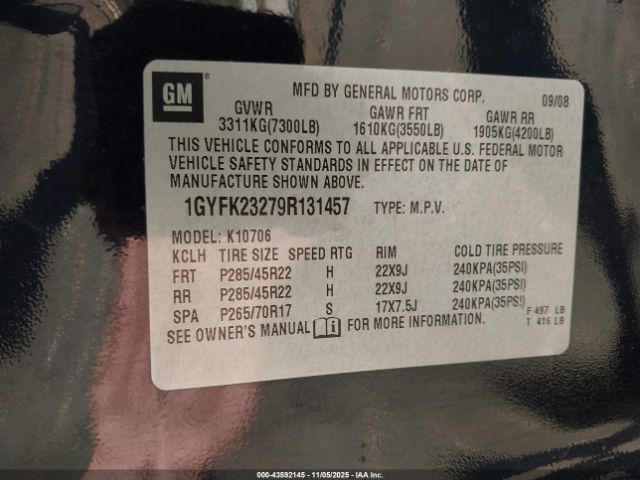 GM ®
MFD BY GENERAL MOTORS CORP. 09/08
GVWR GAWR FRT GAWR RR
3311KG(7300LB) 1610KG(3550LB) 1905KG(4200LB)
THIS VEHICLE CONFORMS TO ALL APPLICABLE U.S. FEDERAL MOTOR
VEHICLE SAFETY STANDARDS IN EFFECT ON THE DATE OF
MANUFACTURE SHOWN ABOVE.
1GYFK23279R131457 TYPE: M.P.V.
MODEL: K10706
KCLH TIRE SIZE SPEED RTG RIM COLD TIRE PRESSURE
FRT P285/45R22 H 22X9J 240KPA(35PSI)
RR P285/45R22 H 22X9J 240KPA(35PSI)
SPA P265/70R17 S 17X7.5J 240KPA(35PSI)
F 497 LB
T 416 LB
SEE OWNER'S MANUAL i FOR MORE INFORMATION.
000-43592145 - 11/05/2025 - IAA, Inc.